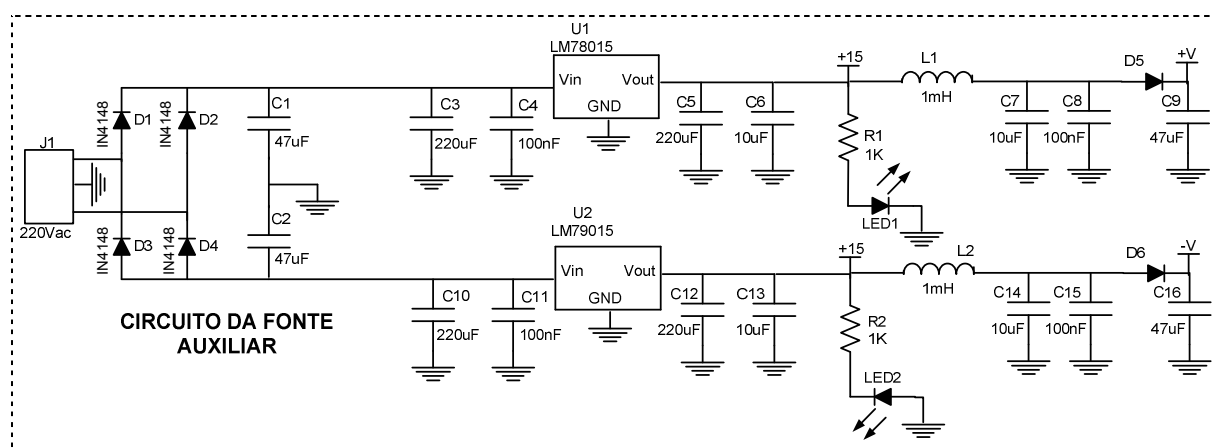 U1
LM78015
Vin Vout
GND
+15
L1
1mH
D5
+V
IN4148
D1
IN4148
D2
C1
47uF
C3
220uF
C4
100nF
C5
220uF
C6
10uF
R1
1K
C7
10uF
C8
100nF
C9
47uF
J1
220Vac
LED1
IN4148
D3
IN4148
D4
C2
47uF
U2
LM79015
Vin Vout
GND
+15
L2
1mH
D6
-V
C10
220uF
C11
100nF
C12
220uF
C13
10uF
R2
1K
C14
10uF
C15
100nF
C16
47uF
LED2
CIRCUITO DA FONTE
AUXILIAR